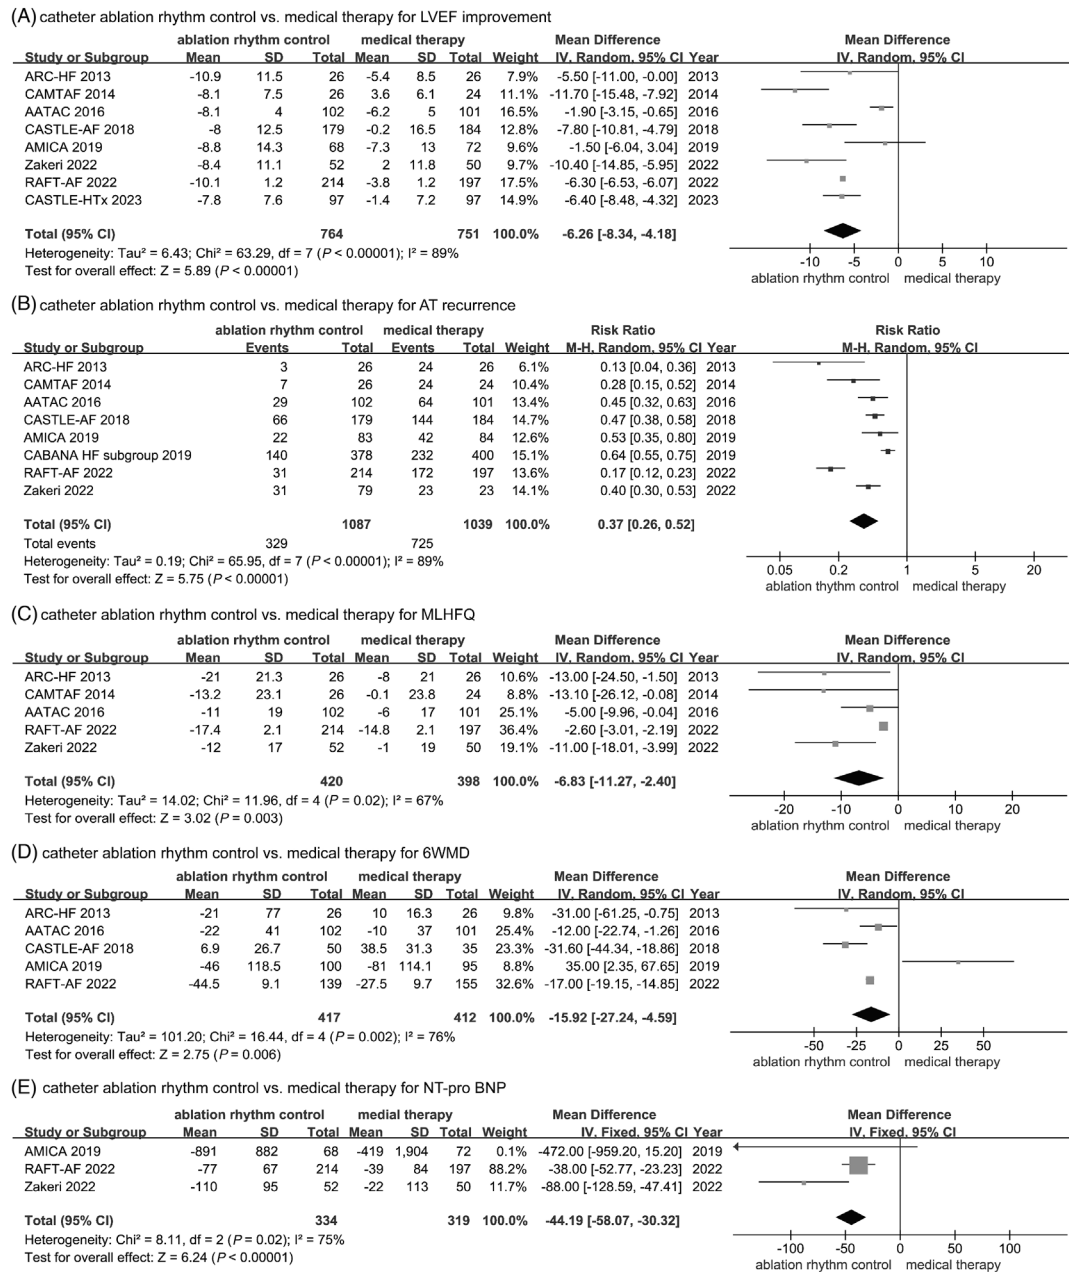 (A) catheter ablation rhythm control vs. medical therapy for LVEF improvement
ablation rhythm control medical therapy Mean Difference Mean Difference
Study or Subgroup Mean SD Total Mean SD Total Weight IV, Random, 95% CI Year IV, Random, 95% CI
ARC-HF 2013 -10.9 11.5 26 -5.4 8.5 26 7.9% -5.50 [-11.00, -0.00] 2013
CAMTAF 2014 -8.1 7.5 26 3.6 6.1 24 11.1% -11.70 [-15.48, -7.92] 2014
AATAC 2016 -8.1 4 102 -6.2 5 101 16.5% -1.90 [-3.15, -0.65] 2016
CASTLE-AF 2018 -8 12.5 179 -0.2 16.5 184 12.8% -7.80 [-10.81, -4.79] 2018
AMICA 2019 -8.8 14.3 68 -7.3 13 72 9.6% -1.50 [-6.04, 3.04] 2019
Zakeri 2022 -8.4 11.1 52 2 11.8 50 9.7% -10.40 [-14.85, -5.95] 2022
RAFT-AF 2022 -10.1 1.2 214 -3.8 1.2 197 17.5% -6.30 [-6.53, -6.07] 2022
CASTLE-HTx 2023 -7.8 7.6 97 -1.4 7.2 97 14.9% -6.40 [-8.48, -4.32] 2023
Total (95% CI) 764 751 100.0% -6.26 [-8.34, -4.18]
Heterogeneity: Tau² = 6.43; Chi² = 63.29, df = 7 (P < 0.00001); I² = 89%
Test for overall effect: Z = 5.89 (P < 0.00001)
-10 -5 0 5 10
ablation rhythm control medical therapy
(B) catheter ablation rhythm control vs. medical therapy for AT recurrence
ablation rhythm control medical therapy Risk Ratio Risk Ratio
Study or Subgroup Events Total Events Total Weight M-H, Random, 95% CI Year M-H, Random, 95% CI
ARC-HF 2013 3 26 24 26 6.1% 0.13 [0.04, 0.36] 2013
CAMTAF 2014 7 26 24 24 10.4% 0.28 [0.15, 0.52] 2014
AATAC 2016 29 102 64 101 13.4% 0.45 [0.32, 0.63] 2016
CASTLE-AF 2018 66 179 144 184 14.7% 0.47 [0.38, 0.58] 2018
AMICA 2019 22 83 42 84 12.6% 0.53 [0.35, 0.80] 2019
CABANA HF subgroup 2019 140 378 232 400 15.1% 0.64 [0.55, 0.75] 2019
RAFT-AF 2022 31 214 172 197 13.6% 0.17 [0.12, 0.23] 2022
Zakeri 2022 31 79 23 23 14.1% 0.40 [0.30, 0.53] 2022
Total (95% CI) 1087 1039 100.0% 0.37 [0.26, 0.52]
Total events 329 725
Heterogeneity: Tau² = 0.19; Chi² = 65.95, df = 7 (P < 0.00001); I² = 89%
Test for overall effect: Z = 5.75 (P < 0.00001)
0.05 0.2 1 5 20
ablation thythm control medical therapy
(C) catheter ablation rhythm control vs. medical therapy for MLHFQ
ablation rhythm control medical therapy Mean Difference Mean Difference
Study or Subgroup Mean SD Total Mean SD Total Weight IV, Random, 95% CI Year IV, Random, 95% CI
ARC-HF 2013 -21 21.3 26 -8 21 26 10.6% -13.00 [-24.50, -1.50] 2013
CAMTAF 2014 -13.2 23.1 26 -0.1 23.8 24 8.8% -13.10 [-26.12, -0.08] 2014
AATAC 2016 -11 19 102 -6 17 101 25.1% -5.00 [-9.96, -0.04] 2016
RAFT-AF 2022 -17.4 2.1 214 -14.8 2.1 197 36.4% -2.60 [-3.01, -2.19] 2022
Zakeri 2022 -12 17 52 -1 19 50 19.1% -11.00 [-18.01, -3.99] 2022
Total (95% CI) 420 398 100.0% -6.83 [-11.27, -2.40]
Heterogeneity: Tau² = 14.02; Chi² = 11.96, df = 4 (P = 0.02); I² = 67%
Test for overall effect: Z = 3.02 (P = 0.003)
-20 -10 0 10 20
ablation rhythm control medical therapy
(D) catheter ablation rhythm control vs. medical therapy for 6WMD
ablation rhythm control medical therapy Mean Difference Mean Difference
Study or Subgroup Mean SD Total Mean SD Total Weight IV, Random, 95% CI Year IV, Random, 95% CI
ARC-HF 2013 -21 77 26 10 16.3 26 9.8% -31.00 [-61.25, -0.75] 2013
AATAC 2016 -22 41 102 -10 37 101 25.4% -12.00 [-22.74, -1.26] 2016
CASTLE-AF 2018 6.9 26.7 50 38.5 31.3 35 23.3% -31.60 [-44.34, -18.86] 2018
AMICA 2019 -46 118.5 100 -81 114.1 95 8.8% 35.00 [2.35, 67.65] 2019
RAFT-AF 2022 -44.5 9.1 139 -27.5 9.7 155 32.6% -17.00 [-19.15, -14.85] 2022
Total (95% CI) 417 412 100.0% -15.92 [-27.24, -4.59]
Heterogeneity: Tau² = 101.20; Chi² = 16.44, df = 4 (P = 0.002); I² = 76%
Test for overall effect: Z = 2.75 (P = 0.006)
-50 -25 0 25 50
ablation rhythm control medical therapy
(E) catheter ablation rhythm control vs. medical therapy for NT-pro BNP
ablation rhythm control medial therapy Mean Difference Mean Difference
Study or Subgroup Mean SD Total Mean SD Total Weight IV, Fixed, 95% CI Year IV, Fixed, 95% CI
AMICA 2019 -891 882 68 -419 1,904 72 0.1% -472.00 [-959.20, 15.20] 2019
RAFT-AF 2022 -77 67 214 -39 84 197 88.2% -38.00 [-52.77, -23.23] 2022
Zakeri 2022 -110 95 52 -22 113 50 11.7% -88.00 [-128.59, -47.41] 2022
Total (95% CI) 334 319 100.0% -44.19 [-58.07, -30.32]
Heterogeneity: Chi² = 8.11, df = 2 (P = 0.02); I² = 75%
Test for overall effect: Z = 6.24 (P < 0.00001)
-100 -50 0 50 100
ablation rhythm control medical therapy